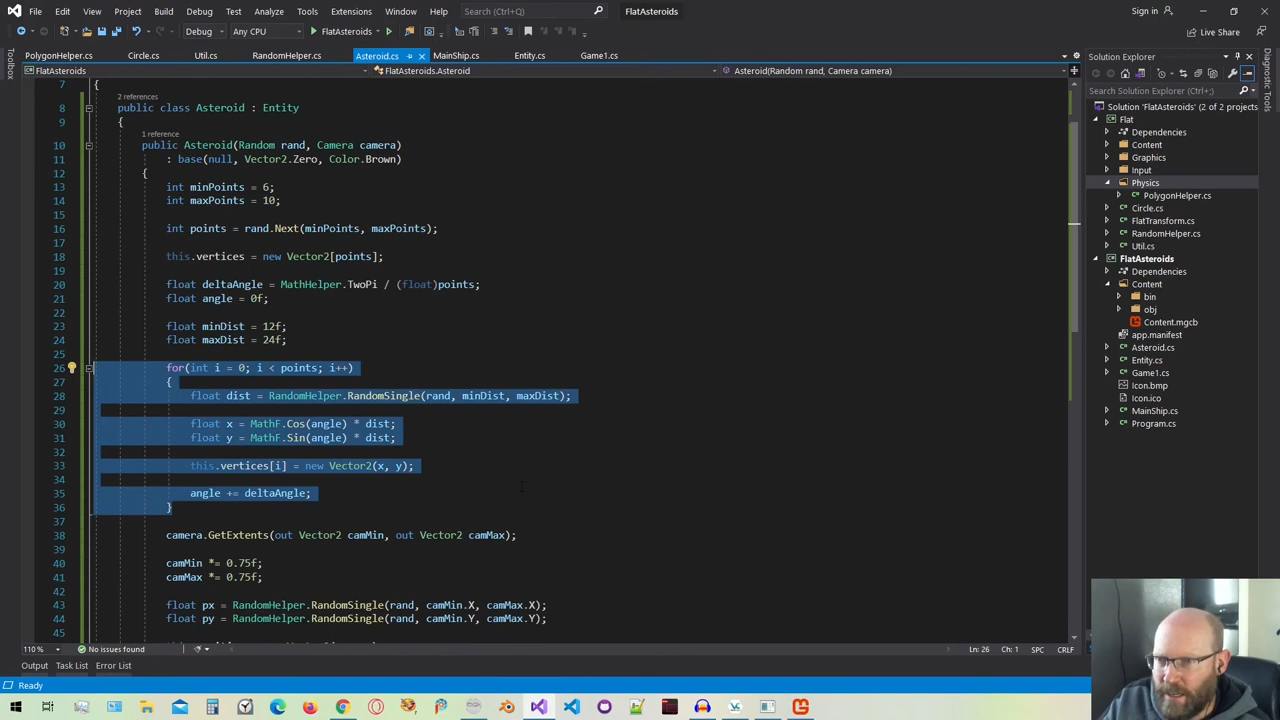 File Edit View Git Project Build Debug Test Analyze Tools Extensions Window Help Search (Ctrl+Q) FlatAsteroids Sign in
Debug Any CPU FlatAsteroids Live Share
PolygonHelper.cs Circle.cs Util.cs RandomHelper.cs Asteroid.cs MainShip.cs Entity.cs Game1.cs
FlatAsteroids FlatAsteroids.Asteroid Asteroid(Random rand, Camera camera)
Toolbox
7 {
2 references
8 public class Asteroid : Entity
9 {
1 reference
10 public Asteroid(Random rand, Camera camera)
11 : base(null, Vector2.Zero, Color.Brown)
12 {
13 int minPoints = 6;
14 int maxPoints = 10;
15
16 int points = rand.Next(minPoints, maxPoints);
17
18 this.vertices = new Vector2[points];
19
20 float deltaAngle = MathHelper.TwoPi / (float)points;
21 float angle = 0f;
22
23 float minDist = 12f;
24 float maxDist = 24f;
25
26 for(int i = 0; i < points; i++)
27 {
28 float dist = RandomHelper.RandomSingle(rand, minDist, maxDist);
29
30 float x = MathF.Cos(angle) * dist;
31 float y = MathF.Sin(angle) * dist;
32
33 this.vertices[i] = new Vector2(x, y);
34
35 angle += deltaAngle;
36 }
37
38 camera.GetExtents(out Vector2 camMin, out Vector2 camMax);
39
40 camMin *= 0.75f;
41 camMax *= 0.75f;
42
43 float px = RandomHelper.RandomSingle(rand, camMin.X, camMax.X);
44 float py = RandomHelper.RandomSingle(rand, camMin.Y, camMax.Y);
45
110 % No issues found Ln: 26 Ch: 1 SPC CRLF
Output Task List Error List
Ready
Solution Explorer
Search Solution Explorer (Ctrl+;)
Solution 'FlatAsteroids' (2 of 2 projects
Flat
Dependencies
Content
Graphics
Input
Physics
PolygonHelper.cs
Circle.cs
FlatTransform.cs
RandomHelper.cs
Util.cs
FlatAsteroids
Dependencies
Content
bin
obj
Content.mgcb
app.manifest
Asteroid.cs
Entity.cs
Game1.cs
Icon.bmp
Icon.ico
MainShip.cs
Program.cs
Diagnostic Tools